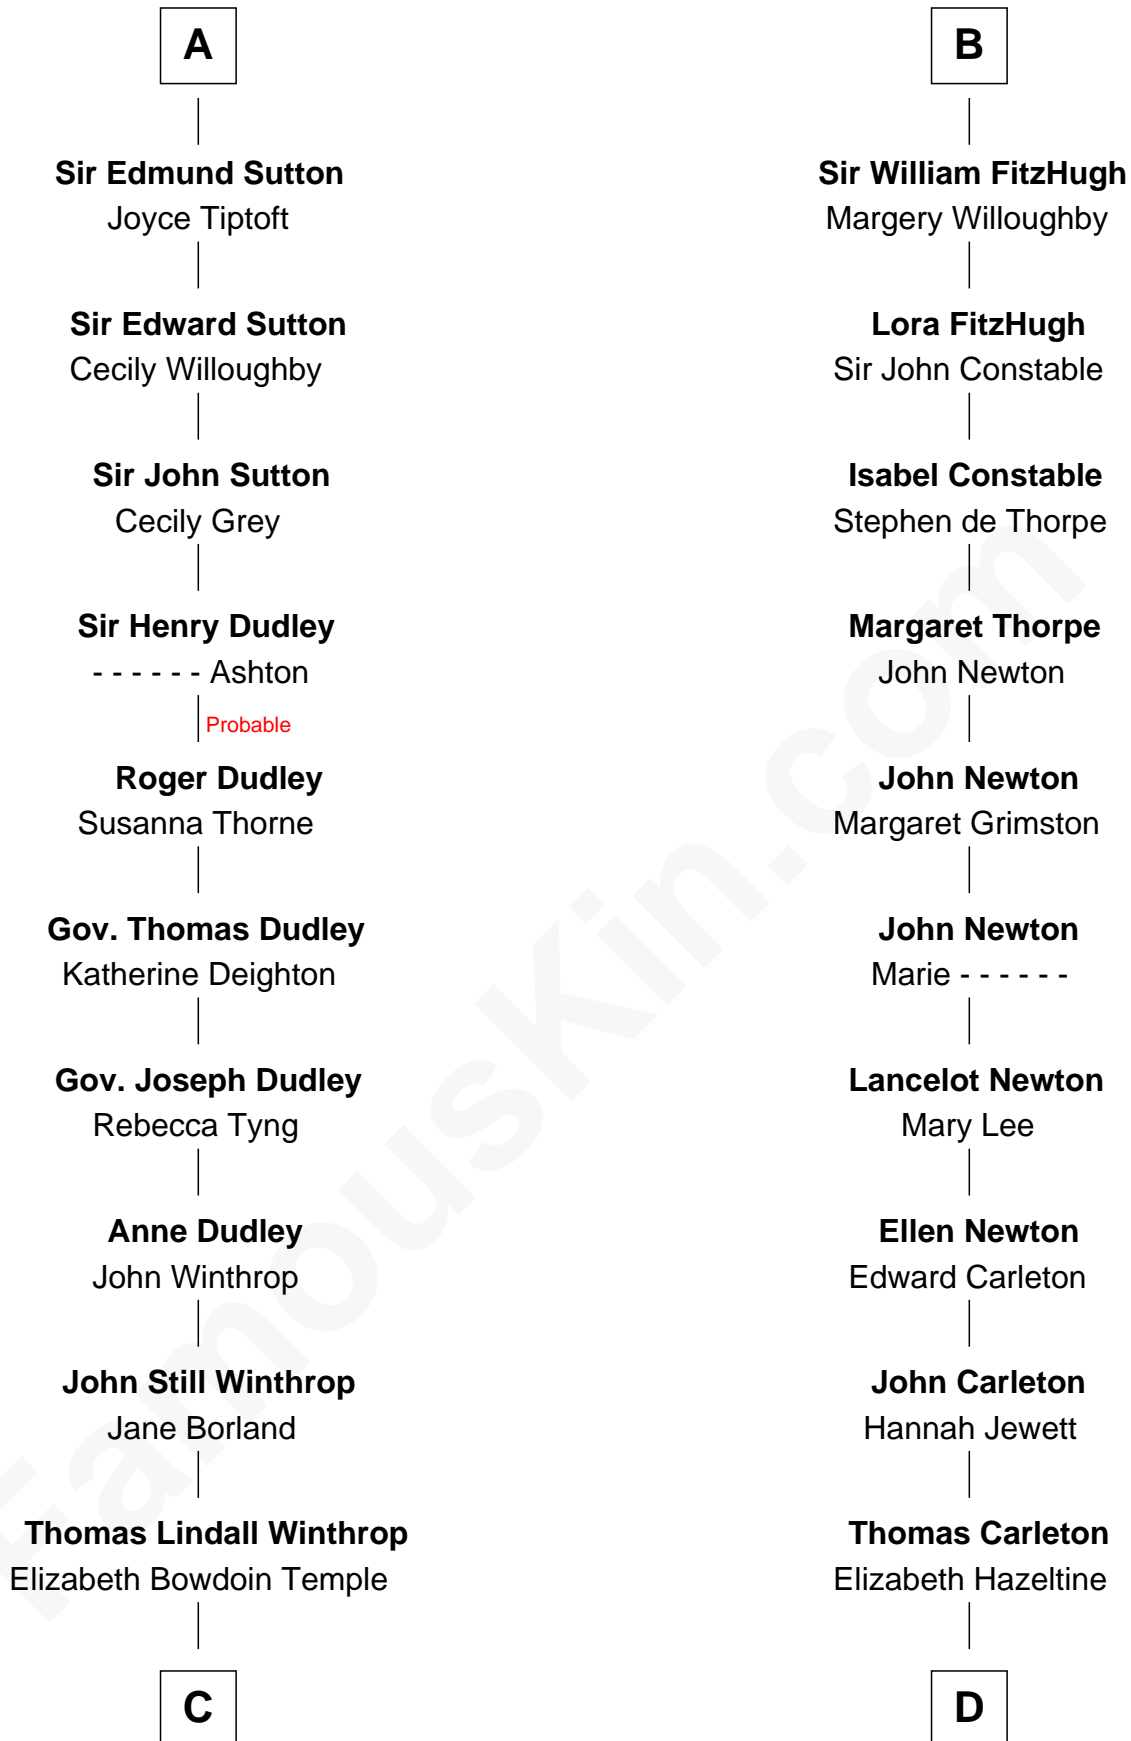 A
Sir Edmund Sutton
Joyce Tiptoft
Sir Edward Sutton
Cecily Willoughby
Sir John Sutton
Cecily Grey
Sir Henry Dudley
- - - - - - Ashton
Probable
Roger Dudley
Susanna Thorne
Gov. Thomas Dudley
Katherine Deighton
Gov. Joseph Dudley
Rebecca Tyng
Anne Dudley
John Winthrop
John Still Winthrop
Jane Borland
Thomas Lindall Winthrop
Elizabeth Bowdoin Temple
C
B
Sir William FitzHugh
Margery Willoughby
Lora FitzHugh
Sir John Constable
Isabel Constable
Stephen de Thorpe
Margaret Thorpe
John Newton
John Newton
Margaret Grimston
John Newton
Marie - - - - - -
Lancelot Newton
Mary Lee
Ellen Newton
Edward Carleton
John Carleton
Hannah Jewett
Thomas Carleton
Elizabeth Hazeltine
D
FamousKin.com